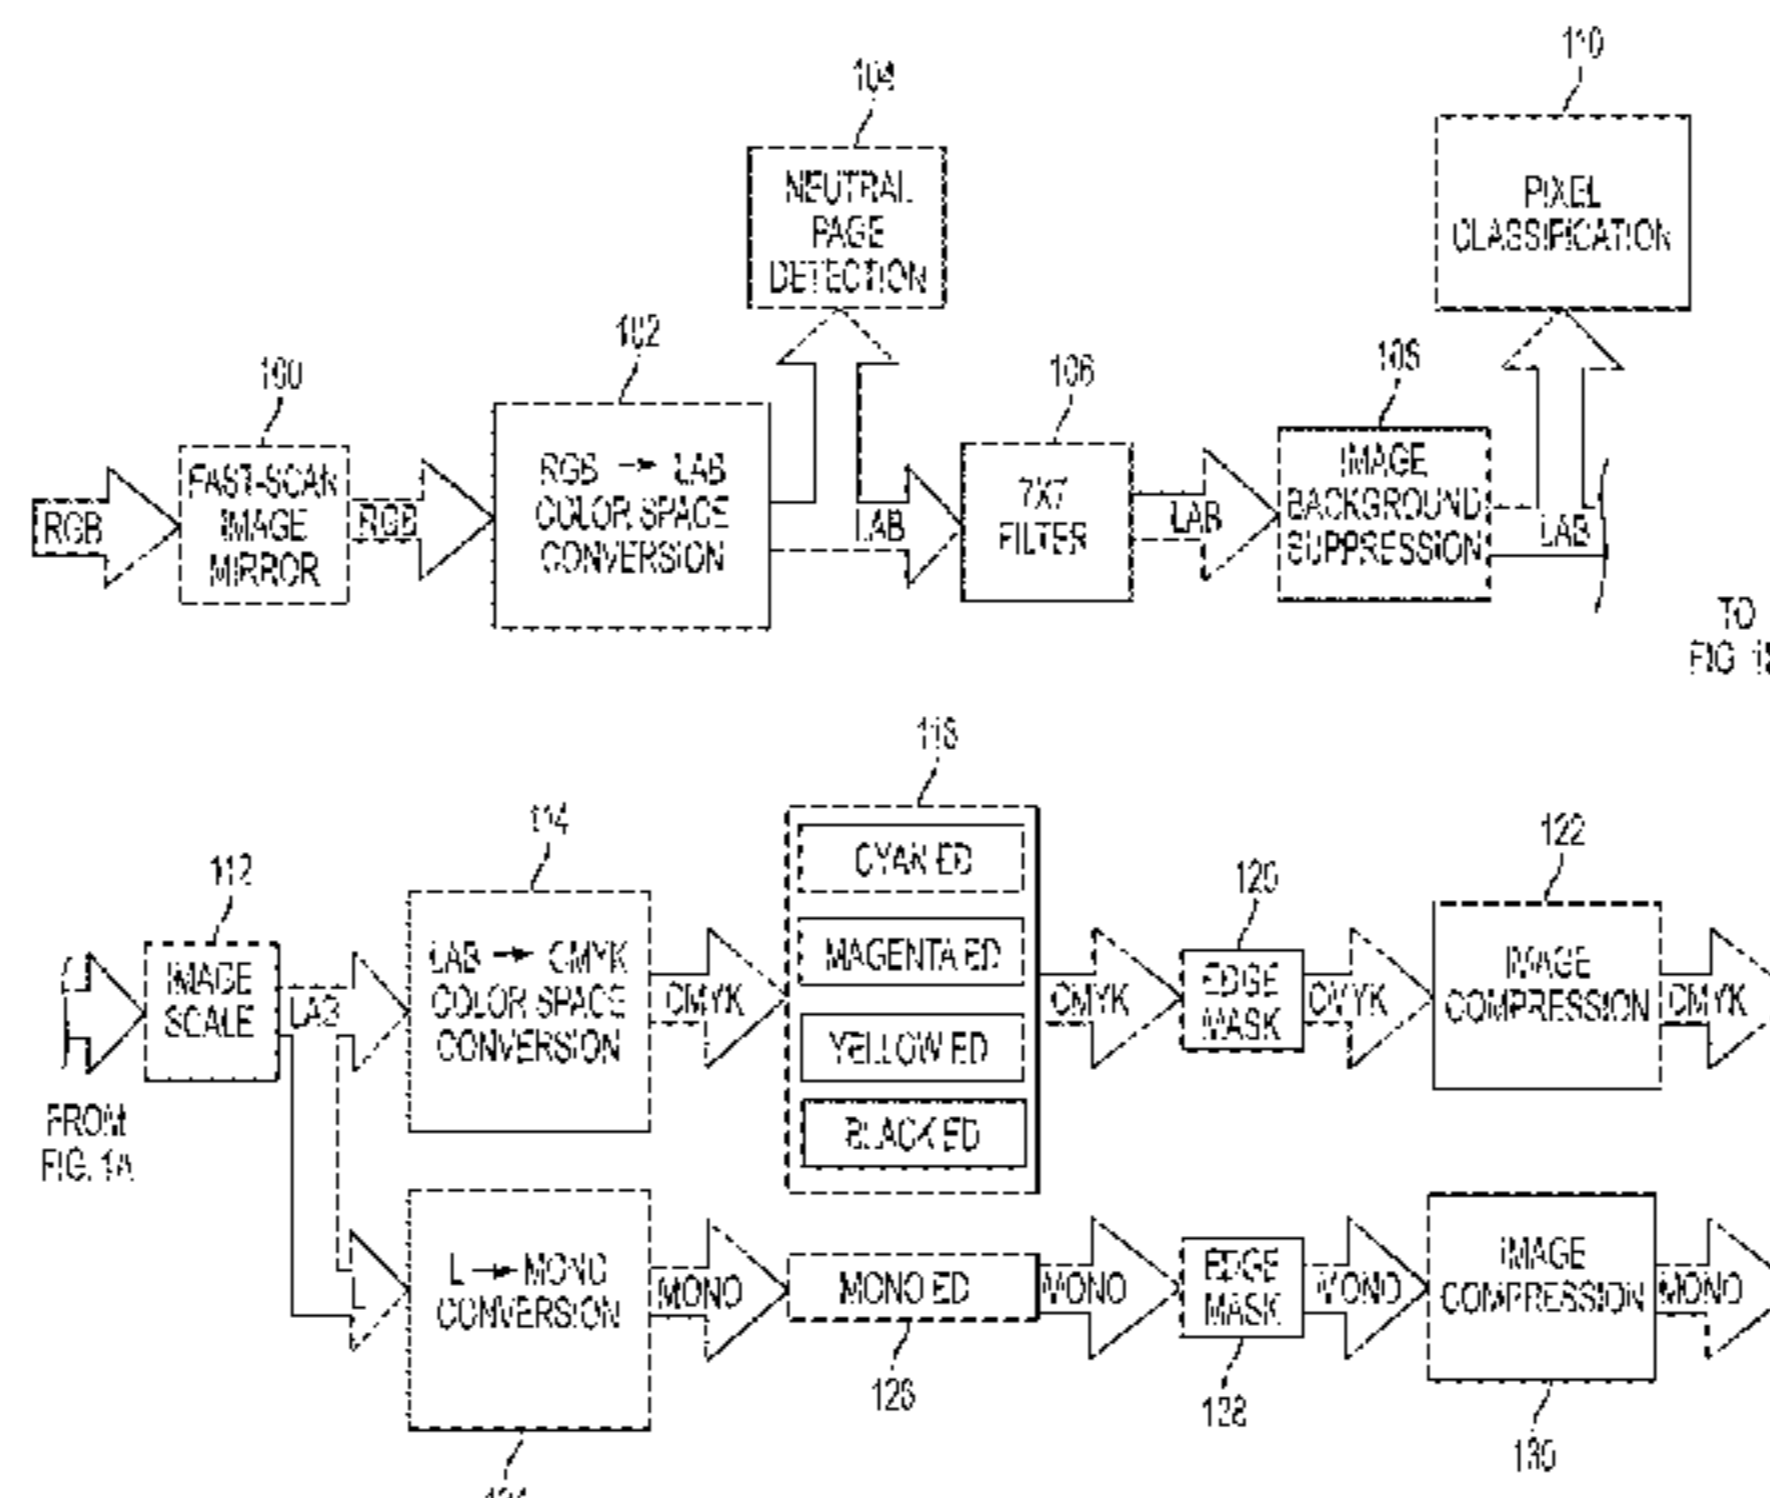 110
104
NEUTRAL
PAGE
DETECTION
PIXEL
CLASSIFICATION
102
100
106
108
FAST-SCAN
IMAGE
MIRROR
RGB → LAB
COLOR SPACE
CONVERSION
7X7
FILTER
IMAGE
BACKGROUND
SUPPRESSION
RGB
RGB
LAB
LAB
LAB
TO
FIG.
118
114
122
112
120
CYAN ED
MAGENTA ED
YELLOW ED
BLACK ED
IMAGE
SCALE
LAB
LAB → CMYK
COLOR SPACE
CONVERSION
CMYK
CMYK
EDGE
MASK
CMYK
IMAGE
COMPRESSION
CMYK
FROM
FIG. 1A
L → MONO
CONVERSION
MONO
MONO ED
MONO
EDGE
MASK
MONO
IMAGE
COMPRESSION
MONO
126
128
130